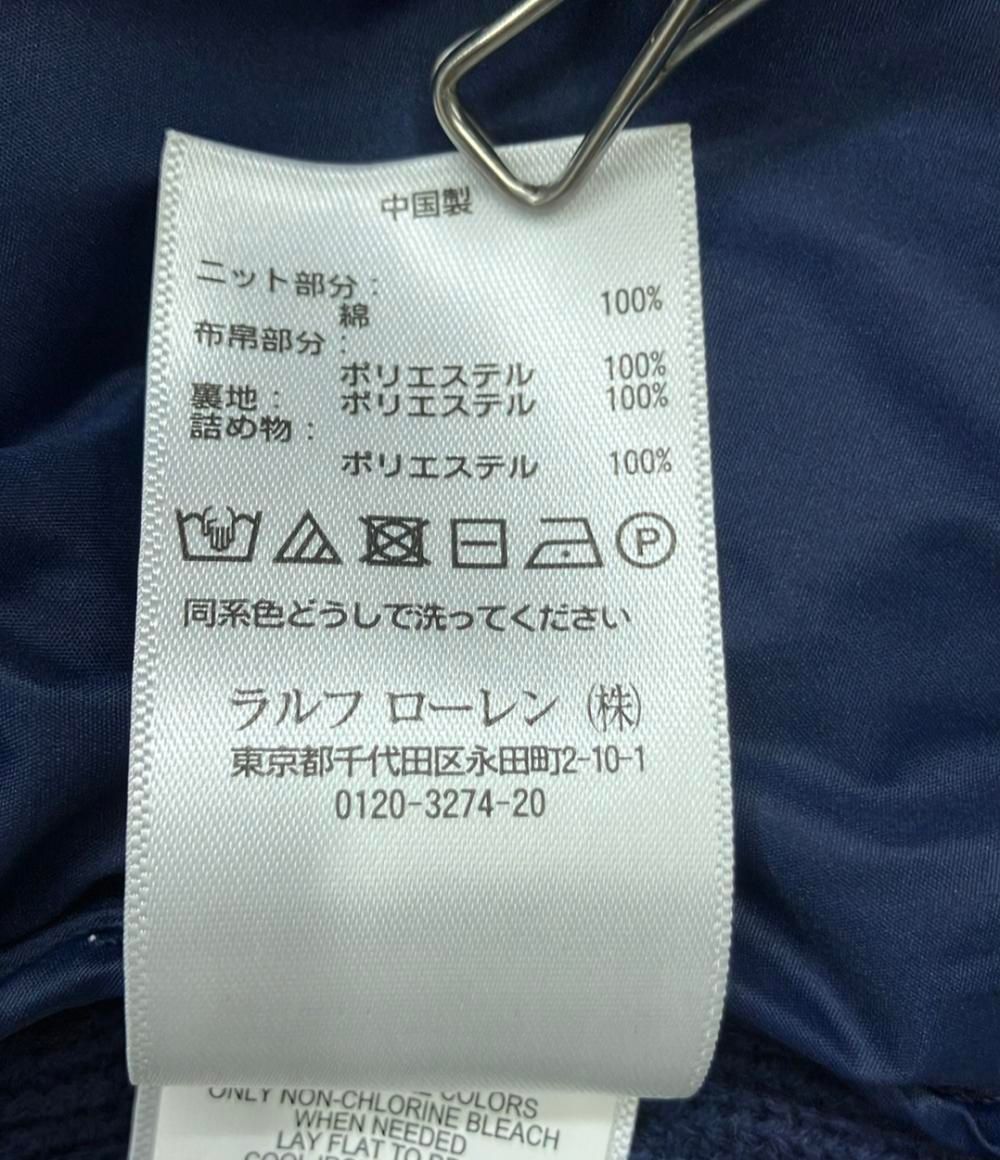 中国製
ニット部分:
綿 100%
布帛部分:
ポリエステル 100%
裏地: ポリエステル 100%
詰め物:
ポリエステル 100%
P
同系色どうしで洗ってください
ラルフ ローレン ㈱
東京都千代田区永田町2-10-1
0120-3274-20
ONLY NON-CHLORINE BLEACH
WHEN NEEDED
LAY FLAT TO